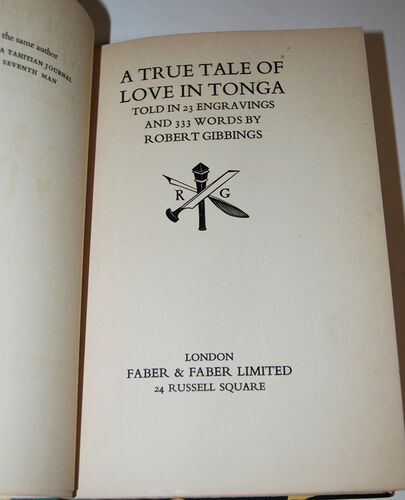 the same author
A TAHITIAN JOURNAL
SEVENTH MAN
A TRUE TALE OF
LOVE IN TONGA
TOLD IN 23 ENGRAVINGS
AND 333 WORDS BY
ROBERT GIBBINGS
R G
LONDON
FABER & FABER LIMITED
24 RUSSELL SQUARE